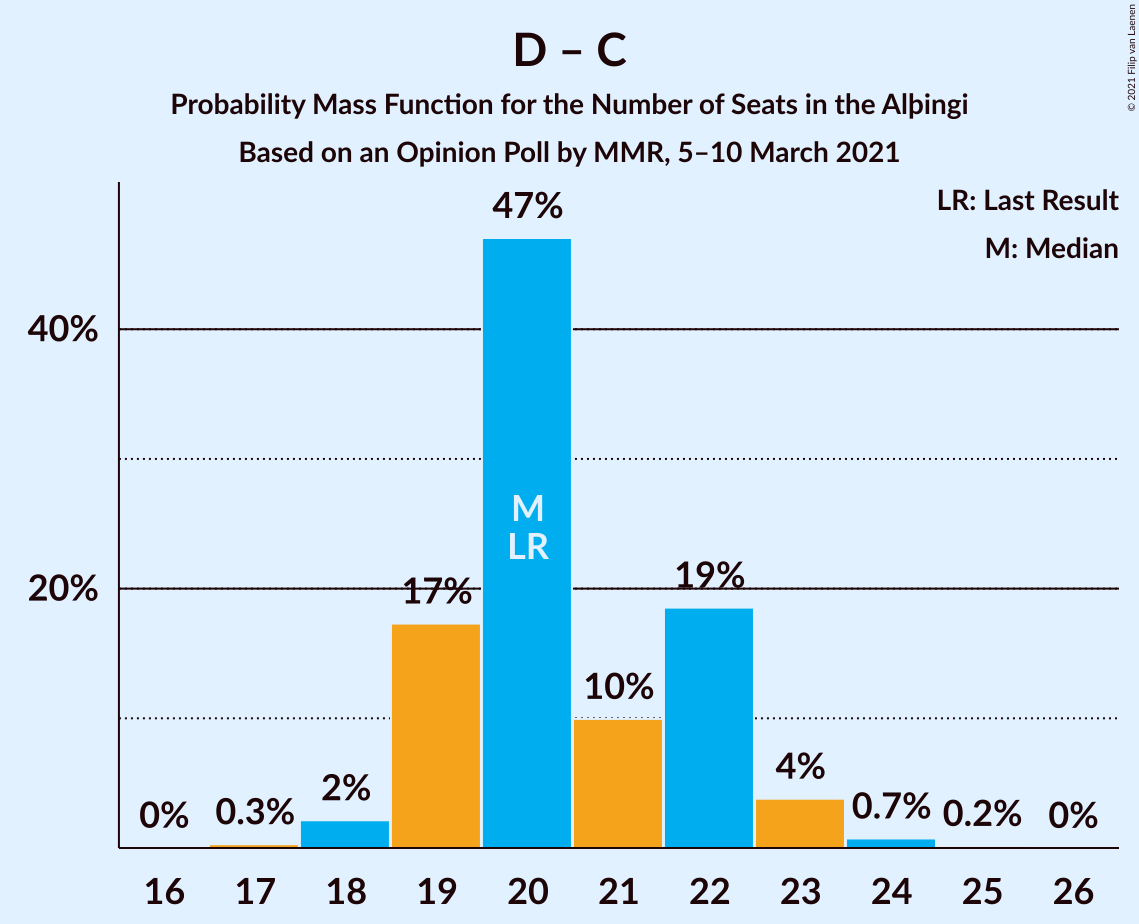 D – C
Probability Mass Function for the Number of Seats in the Alþingi
Based on an Opinion Poll by MMR, 5–10 March 2021
© 2021 Filip van Laenen
LR: Last Result
M: Median
40%
20%
0%
0.3%
2%
17%
47%
10%
19%
4%
0.7%
0.2%
0%
M
LR
16 17 18 19 20 21 22 23 24 25 26